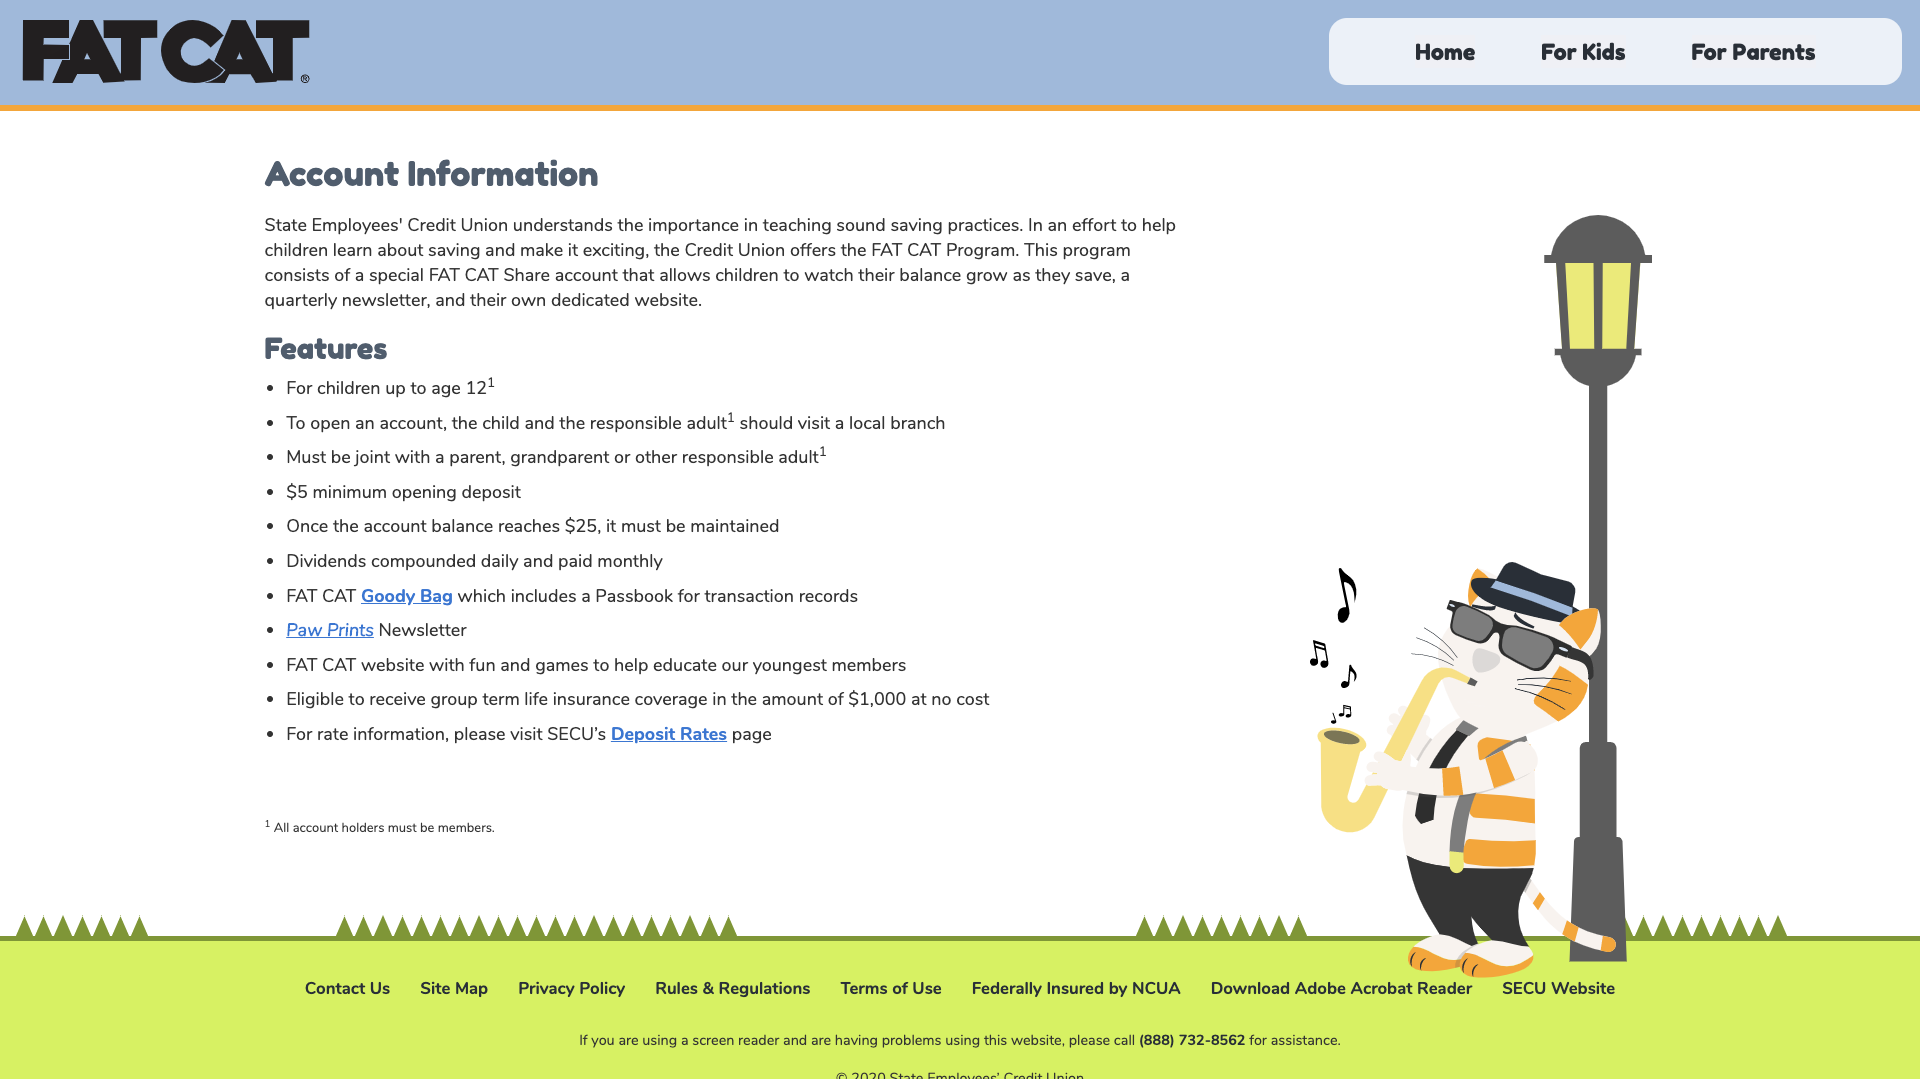 FAT CAT®
Home
For Kids
For Parents
Account Information
State Employees' Credit Union understands the importance in teaching sound saving practices. In an effort to help
children learn about saving and make it exciting, the Credit Union offers the FAT CAT Program. This program
consists of a special FAT CAT Share account that allows children to watch their balance grow as they save, a
quarterly newsletter, and their own dedicated website.
Features
• For children up to age 12¹
• To open an account, the child and the responsible adult¹ should visit a local branch
• Must be joint with a parent, grandparent or other responsible adult¹
• $5 minimum opening deposit
• Once the account balance reaches $25, it must be maintained
• Dividends compounded daily and paid monthly
• FAT CAT Goody Bag which includes a Passbook for transaction records
• Paw Prints Newsletter
• FAT CAT website with fun and games to help educate our youngest members
• Eligible to receive group term life insurance coverage in the amount of $1,000 at no cost
• For rate information, please visit SECU’s Deposit Rates page
¹ All account holders must be members.
Contact Us
Site Map
Privacy Policy
Rules & Regulations
Terms of Use
Federally Insured by NCUA
Download Adobe Acrobat Reader
SECU Website
If you are using a screen reader and are having problems using this website, please call (888) 732-8562 for assistance.
© 2020 State Employees’ Credit Union